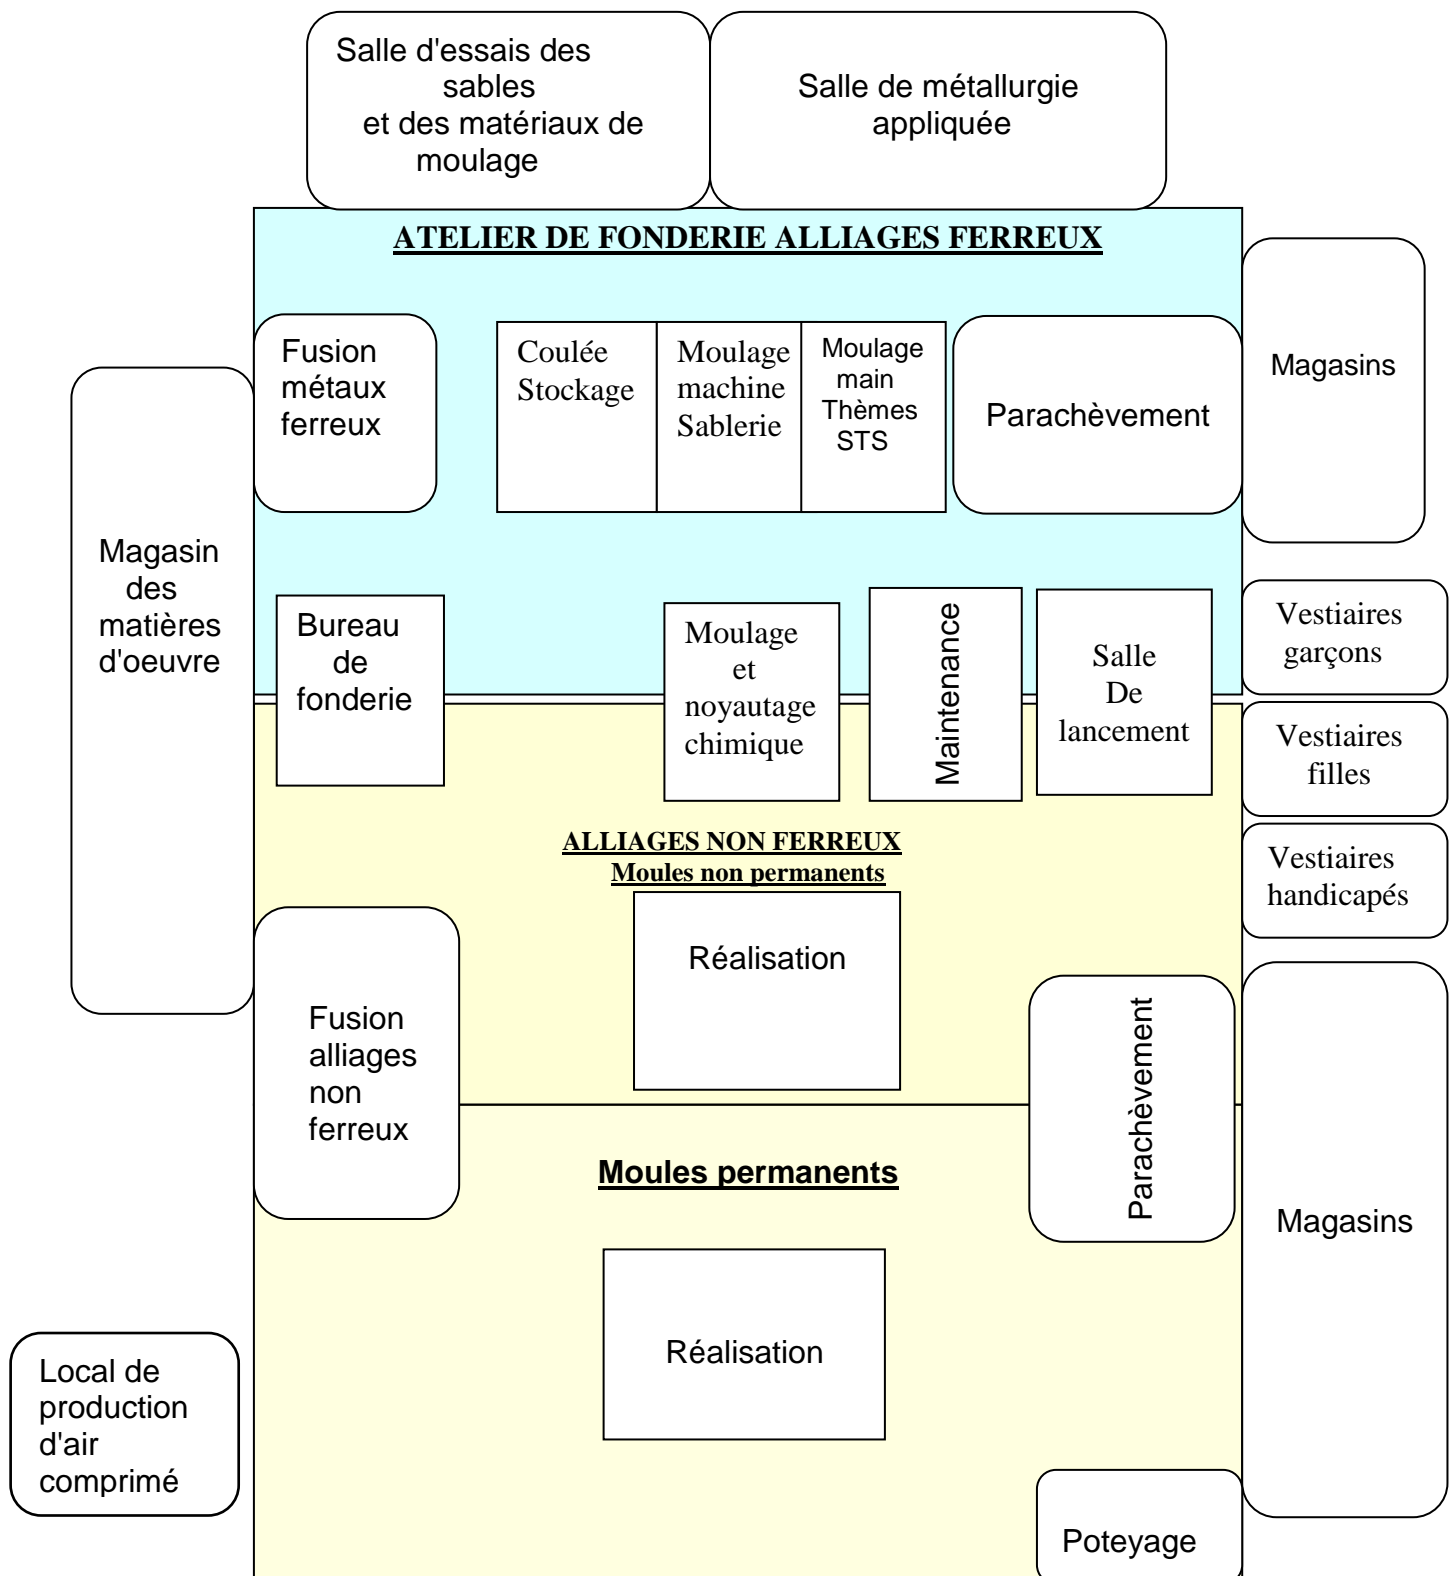 Salle d'essais des
sables
et des matériaux de
moulage
Salle de métallurgie
appliquée
ATELIER DE FONDERIE ALLIAGES FERREUX
Fusion
métaux
ferreux
Coulée
Stockage
Moulage
machine
Sablerie
Moulage
main
Thèmes
STS
Parachèvement
Magasins
Magasin
des
matières
d'oeuvre
Bureau
de
fonderie
Moulage
et
noyautage
chimique
Maintenance
Salle
De
lancement
Vestiaires
garçons
Vestiaires
filles
Vestiaires
handicapés
ALLIAGES NON FERREUX
Moules non permanents
Réalisation
Fusion
alliages
non
ferreux
Parachèvement
Magasins
Moules permanents
Réalisation
Local de
production
d'air
comprimé
Poteyage